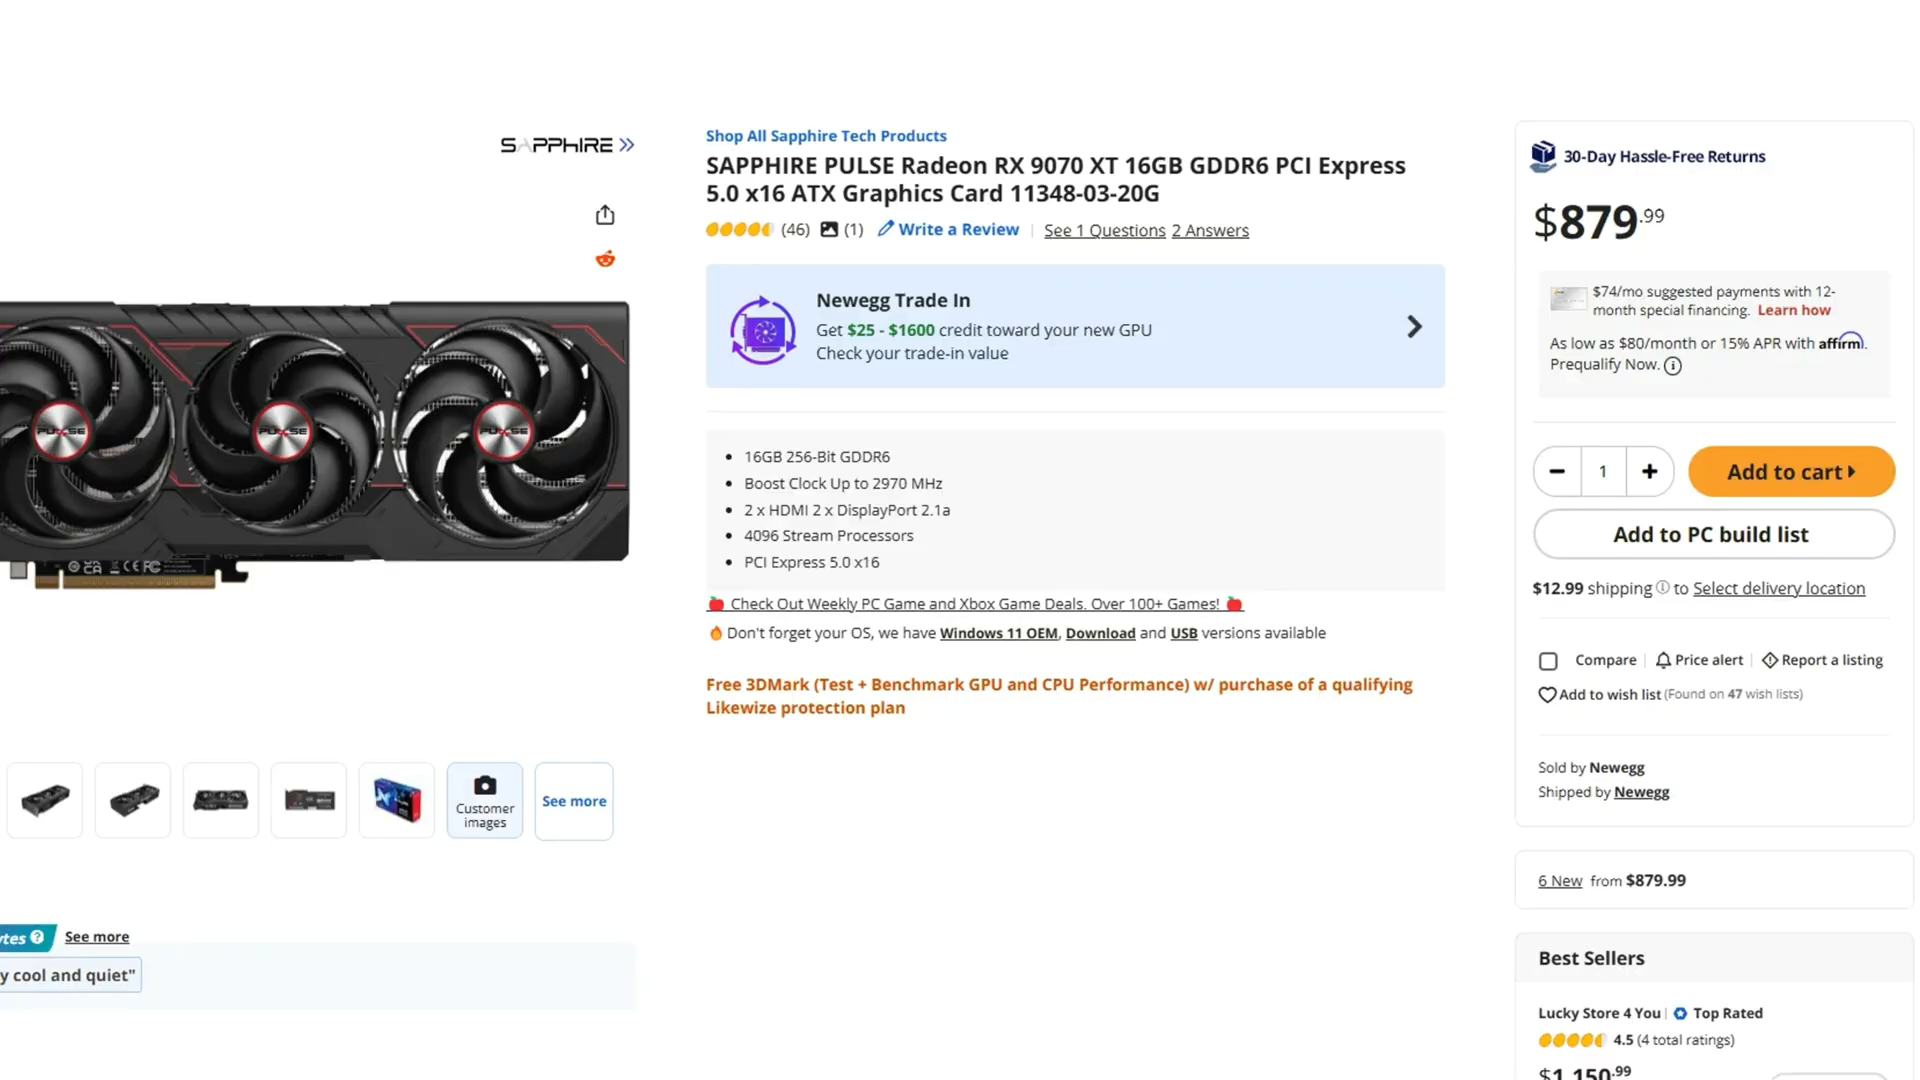 SAPPHIRE
PULSE
PULSE
PULSE
Customer
images
See more
ytes
See more
y cool and quiet"
Shop All Sapphire Tech Products
SAPPHIRE PULSE Radeon RX 9070 XT 16GB GDDR6 PCI Express
5.0 x16 ATX Graphics Card 11348-03-20G
(46) (1) Write a Review See 1 Questions 2 Answers
Newegg Trade In
Get $25 - $1600 credit toward your new GPU
Check your trade-in value
16GB 256-Bit GDDR6
Boost Clock Up to 2970 MHz
2 x HDMI 2 x DisplayPort 2.1a
4096 Stream Processors
PCI Express 5.0 x16
Check Out Weekly PC Game and Xbox Game Deals. Over 100+ Games!
Don't forget your OS, we have Windows 11 OEM, Download and USB versions available
Free 3DMark (Test + Benchmark GPU and CPU Performance) w/ purchase of a qualifying
Likewize protection plan
30-Day Hassle-Free Returns
$879.99
$74/mo suggested payments with 12-
month special financing. Learn how
As low as $80/month or 15% APR with affirm.
Prequalify Now.
1
Add to cart
Add to PC build list
$12.99 shipping to Select delivery location
Compare Price alert Report a listing
Add to wish list (Found on 47 wish lists)
Sold by Newegg
Shipped by Newegg
6 New from $879.99
Best Sellers
Lucky Store 4 You Top Rated
4.5 (4 total ratings)
$1,150.99